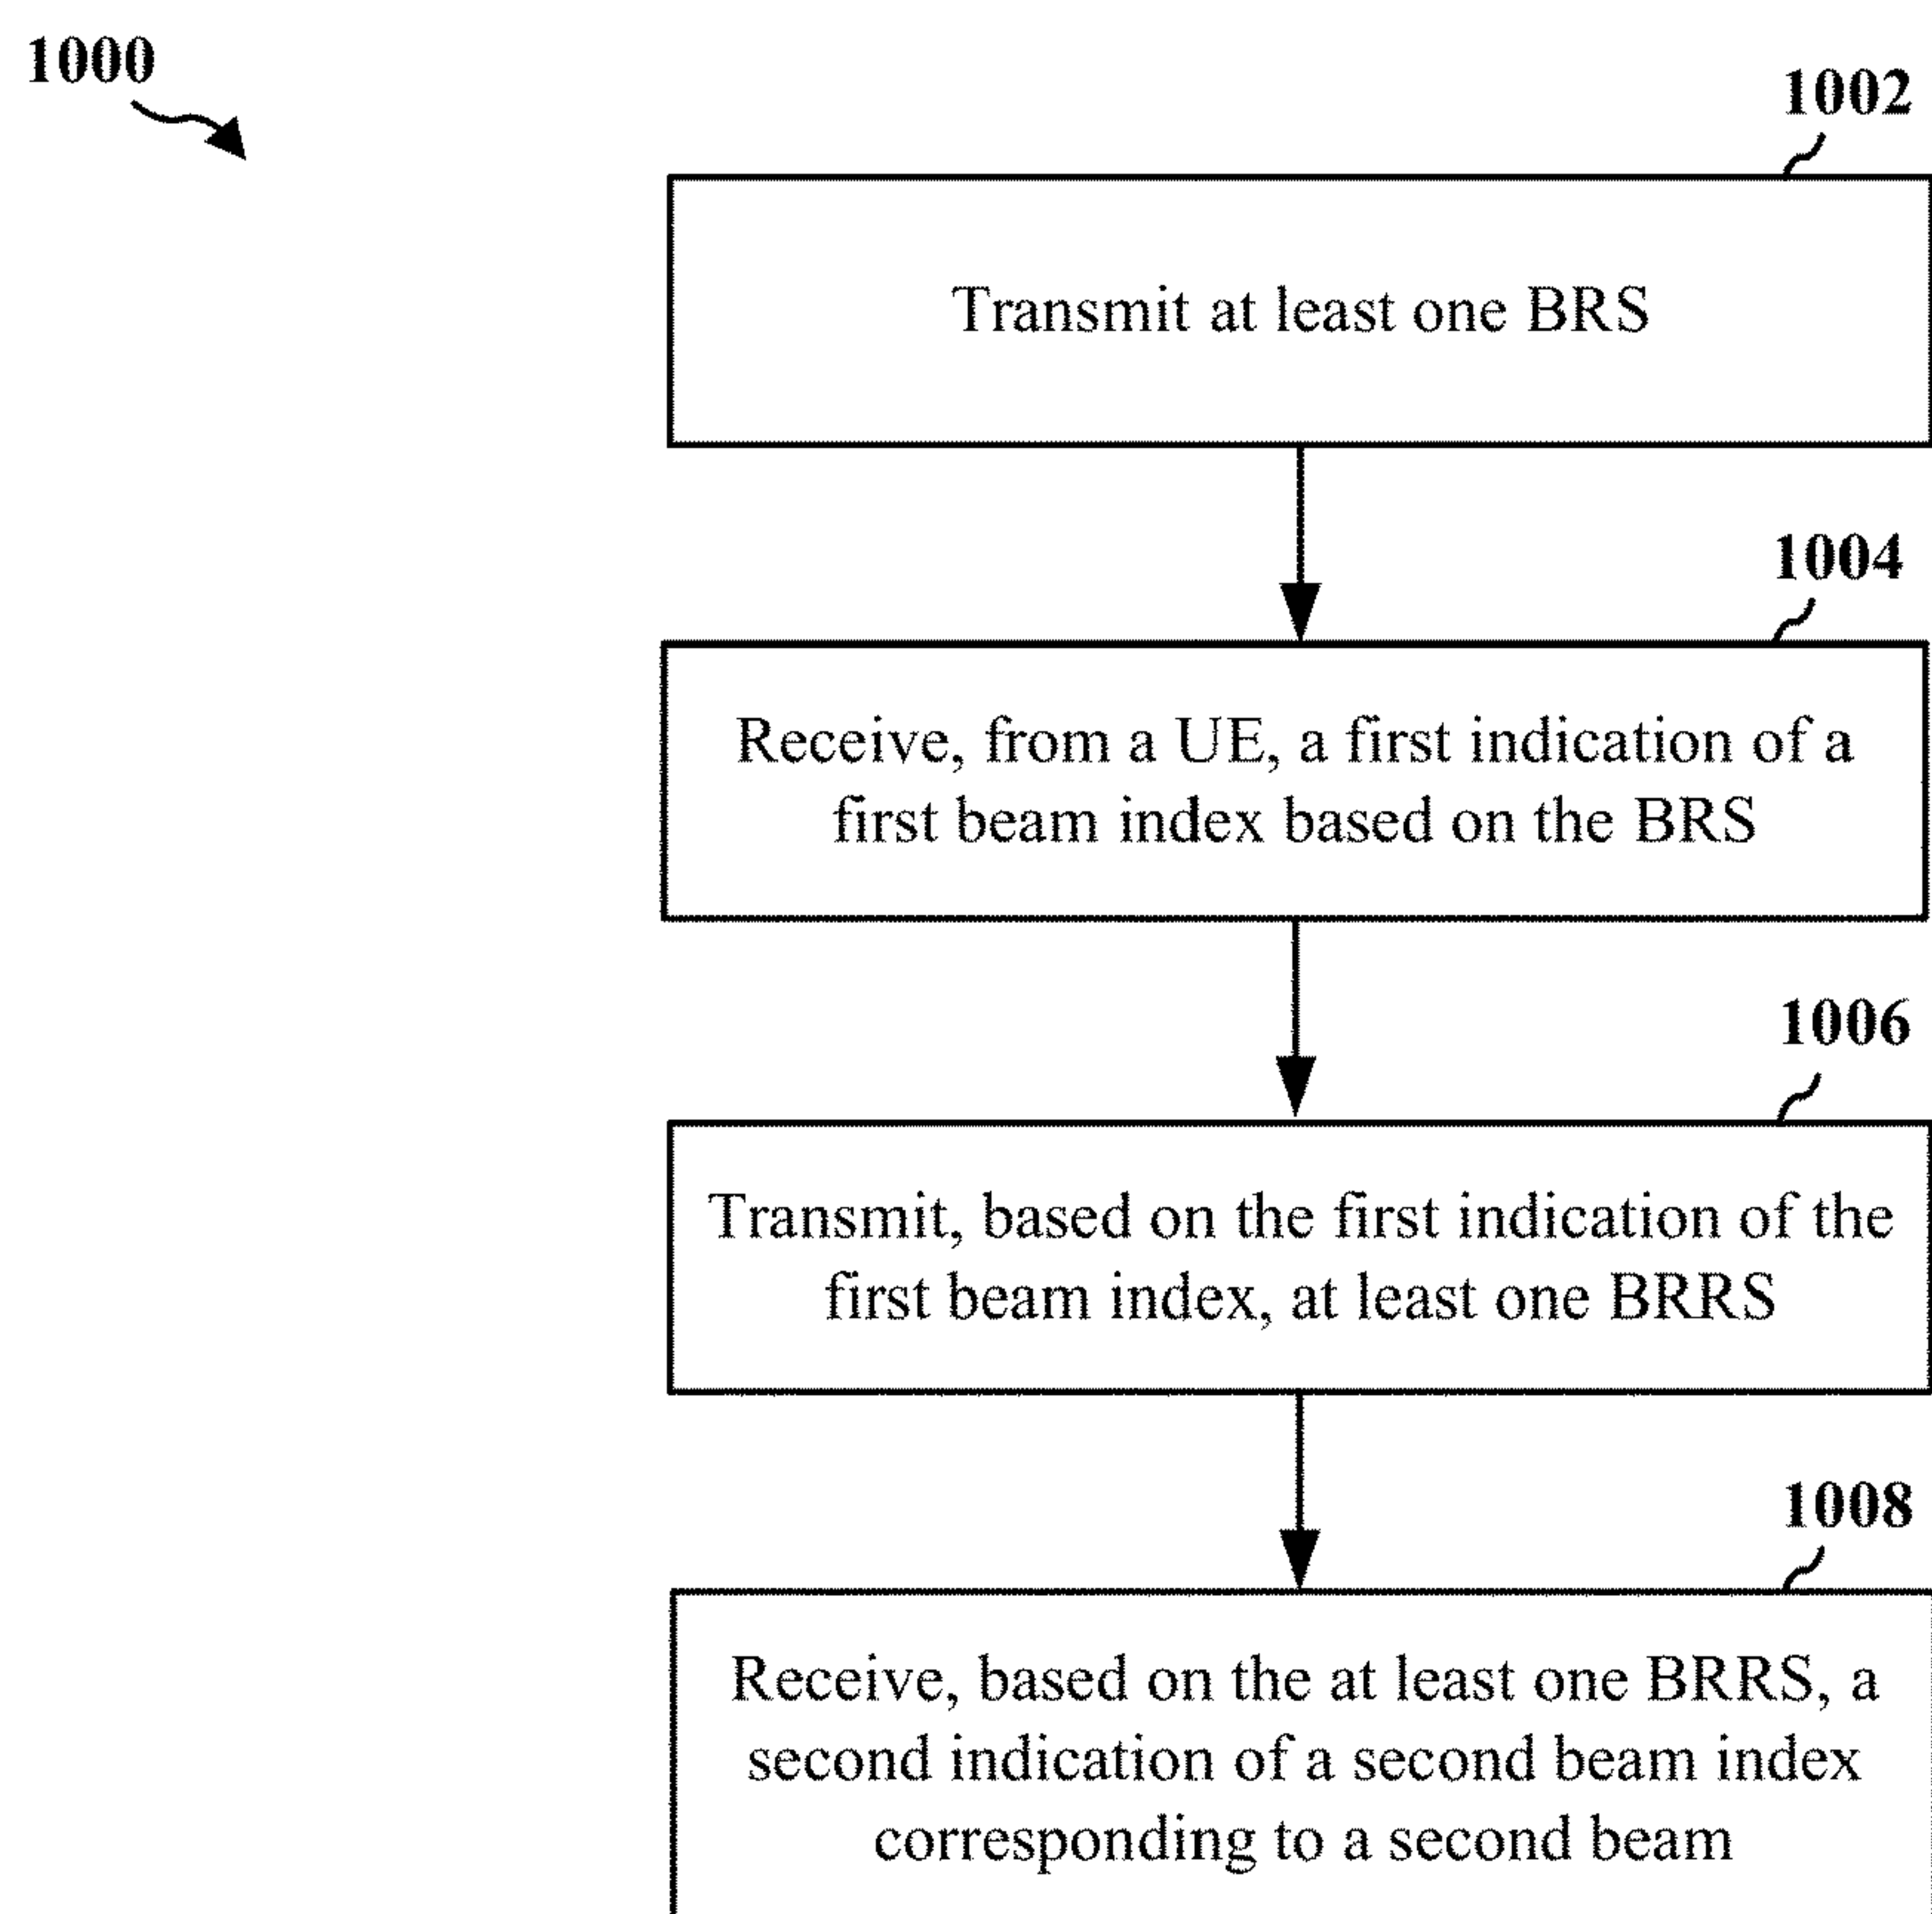 1000
1002
Transmit at least one BRS
1004
Receive, from a UE, a first indication of a
first beam index based on the BRS
1006
Transmit, based on the first indication of the
first beam index, at least one BRRS
1008
Receive, based on the at least one BRRS, a
second indication of a second beam index
corresponding to a second beam